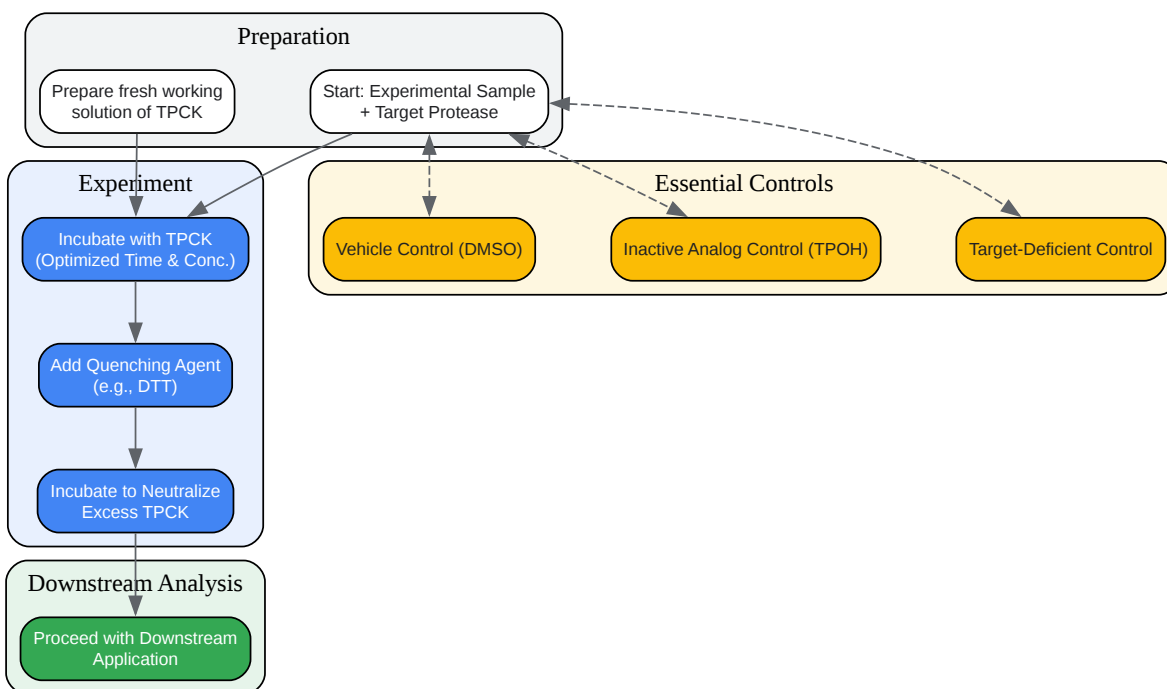 Preparation
Prepare fresh working
solution of TPCK
Start: Experimental Sample
+ Target Protease
Experiment
Incubate with TPCK
(Optimized Time & Conc.)
Add Quenching Agent
(e.g., DTT)
Incubate to Neutralize
Excess TPCK
Essential Controls
Vehicle Control (DMSO)
Inactive Analog Control (TPOH)
Target-Deficient Control
Downstream Analysis
Proceed with Downstream
Application